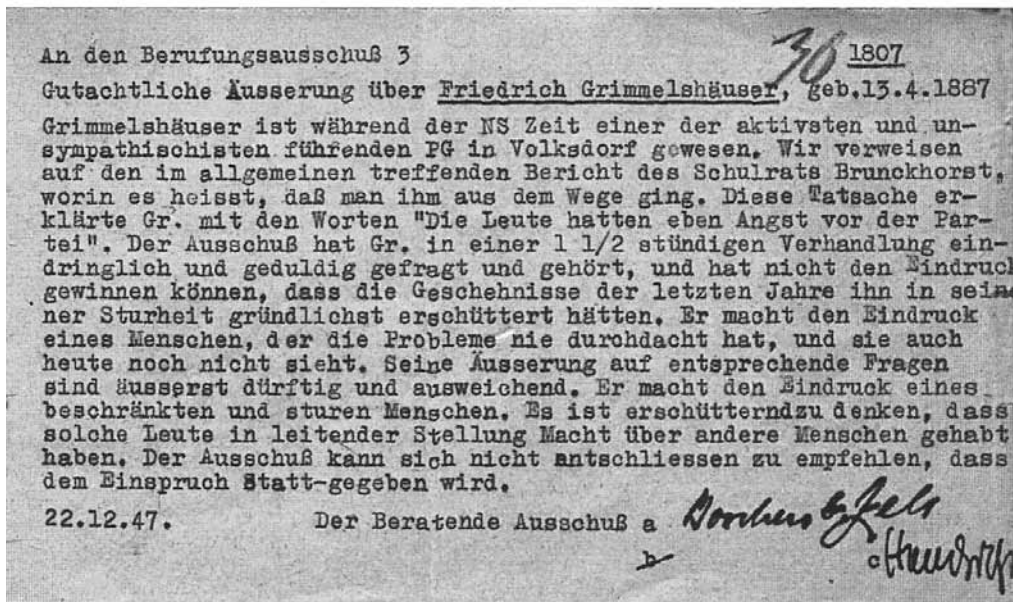 An den Berufungsausschuß 3 36 1807
Gutachtliche Äusserung über Friedrich Grimmelshäuser, geb.13.4.1887
Grimmelshäuser ist während der NS Zeit einer der aktivsten und un-
sympathischisten führenden PG in Volksdorf gewesen. Wir verweisen
auf den im allgemeinen treffenden Bericht des Schulrats Brunckhorst,
worin es heisst, daß man ihm aus dem Wege ging. Diese Tatsache er-
klärte Gr. mit den Worten "Die Leute hatten eben Angst vor der Par-
tei". Der Ausschuß hat Gr. in einer 1 1/2 stündigen Verhandlung ein-
dringlich und geduldig gefragt und gehört, und hat nicht den Eindruck
gewinnen können, dass die Geschehnisse der letzten Jahre ihn in seine
ner Sturheit gründlichst erschüttert hätten. Er macht den Eindruck
eines Menschen, der die Probleme nie durchdacht hat, und sie auch
heute noch nicht sieht. Seine Äusserung auf entsprechende Fragen
sind äusserst dürftig und ausweichend. Er macht den Eindruck eines
beschränkten und sturen Menschen. Es ist erschütterndzu denken, dass
solche Leute in leitender Stellung Macht über andere Menschen gehabt
haben. Der Ausschuß kann sich nicht antschliessen zu empfehlen, dass
dem Einspruch Statt-gegeben wird.
22.12.47. Der Beratende Ausschuß a
b c